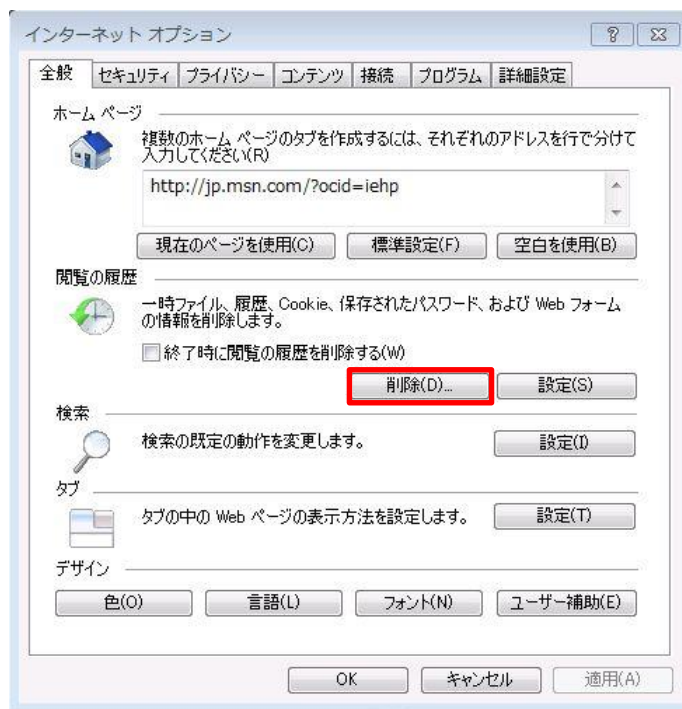 インターネット オプション
全般 セキュリティ プライバシー コンテンツ 接続 プログラム 詳細設定
ホーム ページ
複数のホーム ページのタブを作成するには、それぞれのアドレスを行で分けて
入力してください(R)
http://jp.msn.com/?ocid=iehp
現在のページを使用(C) 標準設定(F) 空白を使用(B)
閲覧の履歴
一時ファイル、履歴、Cookie、保存されたパスワード、および Web フォーム
の情報を削除します。
終了時に閲覧の履歴を削除する(W)
削除(D)... 設定(S)
検索
検索の既定の動作を変更します。 設定(I)
タブ
タブの中の Web ページの表示方法を設定します。 設定(T)
デザイン
色(O) 言語(L) フォント(N) ユーザー補助(E)
OK キャンセル 適用(A)